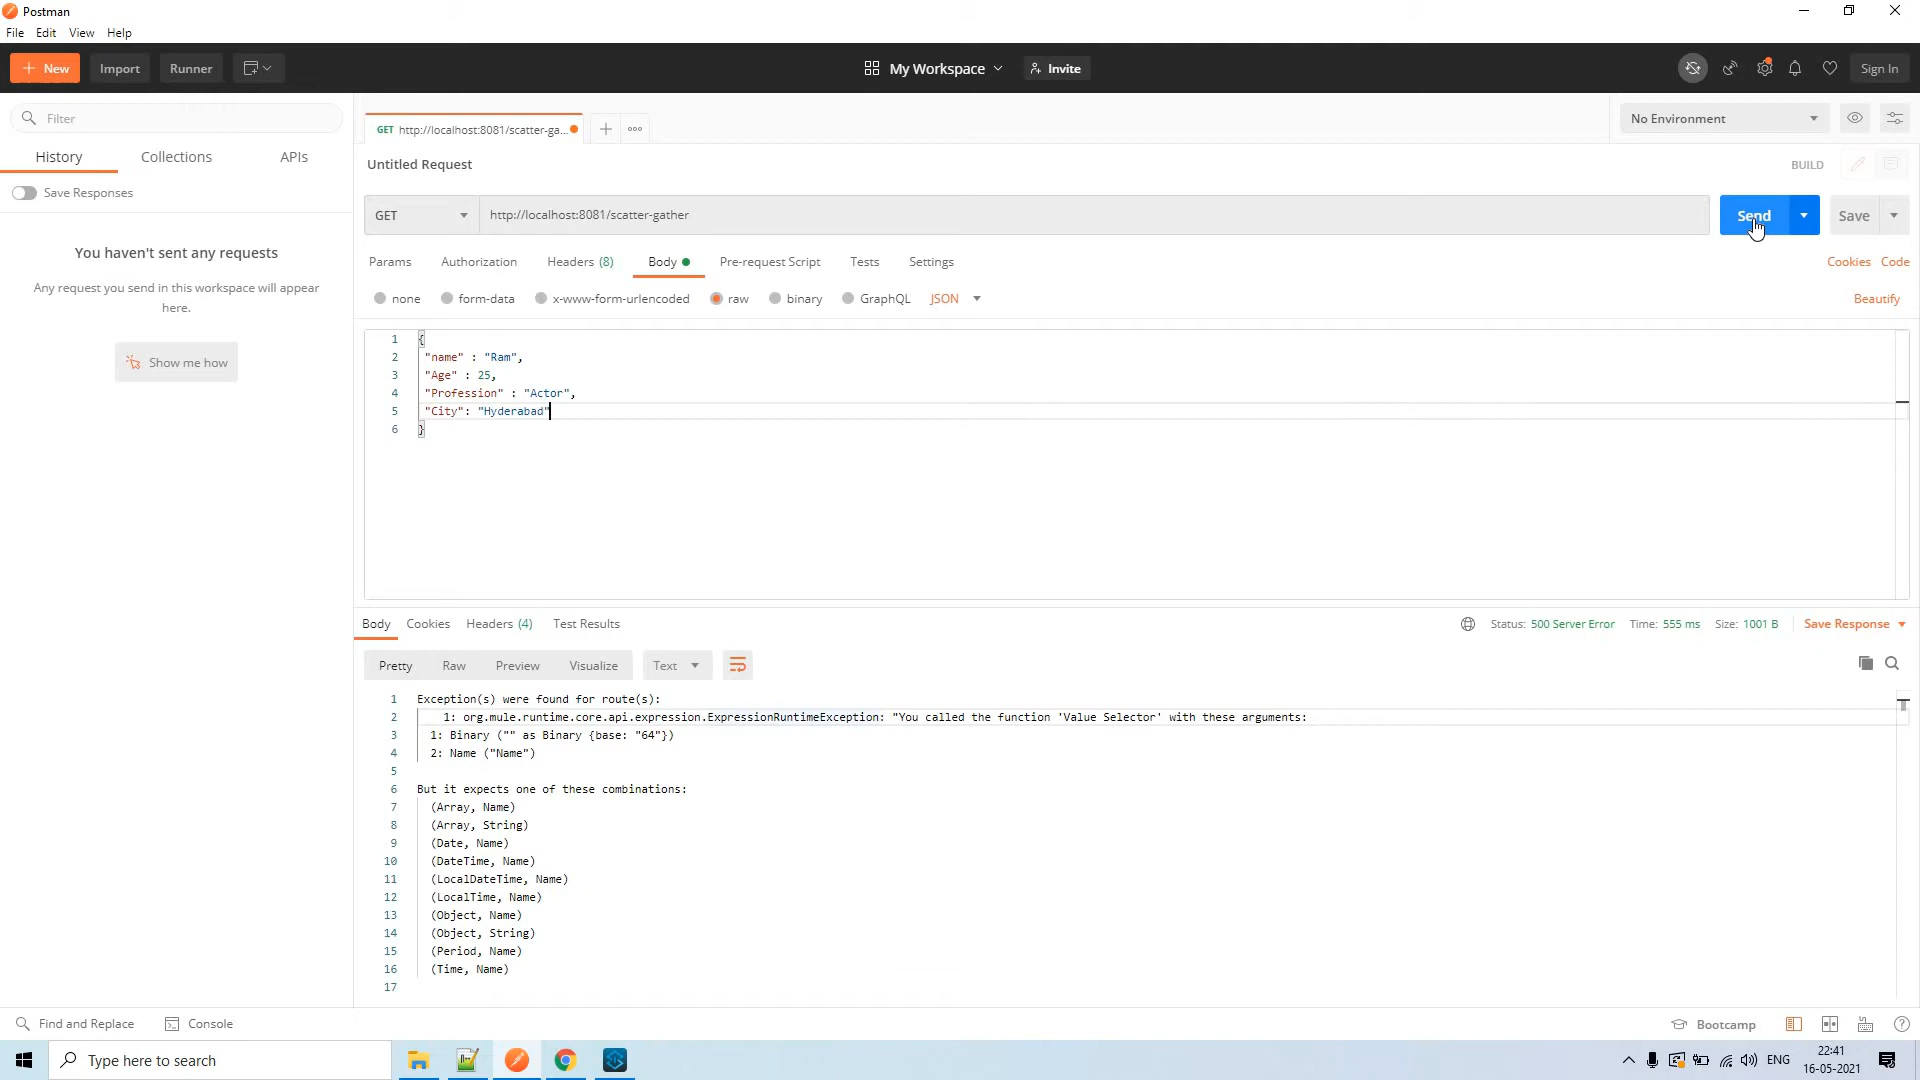 Postman
File Edit View Help
New Import Runner My Workspace Invite Sign In
Filter
GET http://localhost:8081/scatter-ga...
No Environment
History Collections APIs
Untitled Request
BUILD
Save Responses
GET http://localhost:8081/scatter-gather
Send Save
You haven't sent any requests
Any request you send in this workspace will appear
here.
Show me how
Params Authorization Headers (8) Body Pre-request Script Tests Settings
Cookies Code
none form-data x-www-form-urlencoded raw binary GraphQL JSON
Beautify
1 {
2 "name" : "Ram",
3 "Age" : 25,
4 "Profession" : "Actor",
5 "City": "Hyderabad"
6 }
Body Cookies Headers (4) Test Results
Status: 500 Server Error Time: 555 ms Size: 1001 B Save Response
Pretty Raw Preview Visualize Text
1 Exception(s) were found for route(s):
2 1: org.mule.runtime.core.api.expression.ExpressionRuntimeException: "You called the function 'Value Selector' with these arguments:
3 1: Binary ("" as Binary {base: "64"})
4 2: Name ("Name")
5
6 But it expects one of these combinations:
7 (Array, Name)
8 (Array, String)
9 (Date, Name)
10 (DateTime, Name)
11 (LocalDateTime, Name)
12 (LocalTime, Name)
13 (Object, Name)
14 (Object, String)
15 (Period, Name)
16 (Time, Name)
17
Find and Replace Console
Bootcamp
Type here to search
ENG
22:41
16-05-2021